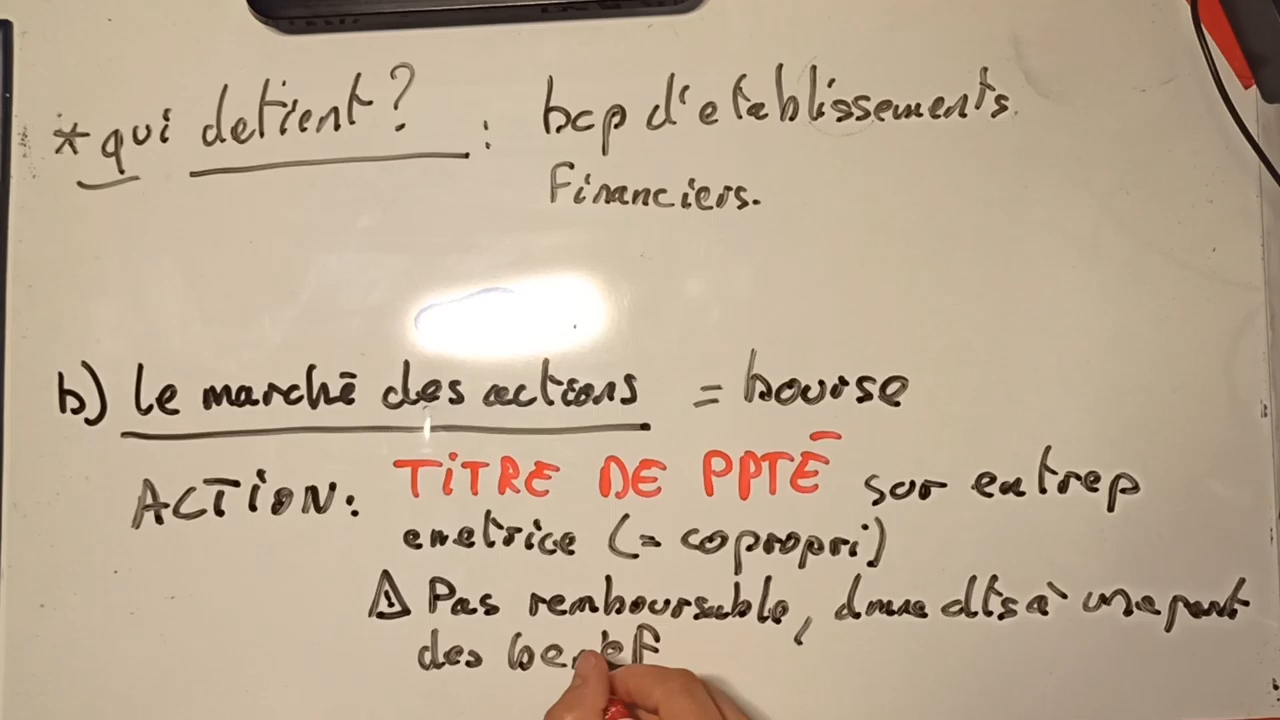 * qui detient ? : bcp d'etablissements
Financiers.
b) le marché des actions = bourse
ACTION : TITRE DE PPTÉ sur entrep
emetrice (= copropri)
⚠ Pas remboursable, donne dts à une part
des benef